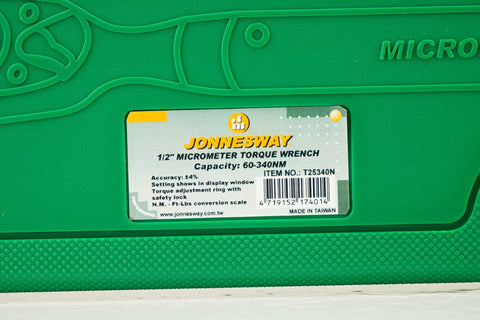 MICRO
JM
JONNESWAY
1/2" MICROMETER TORQUE WRENCH
Capacity: 60-340NM
Accuracy: ±4%
Setting shows in display window
Torque adjustment ring with
safety lock
N.M. - Ft-Lbs conversion scale
www.jonnesway.com.tw
ITEM NO.: T25340N
4 719152 174014
MADE IN TAIWAN